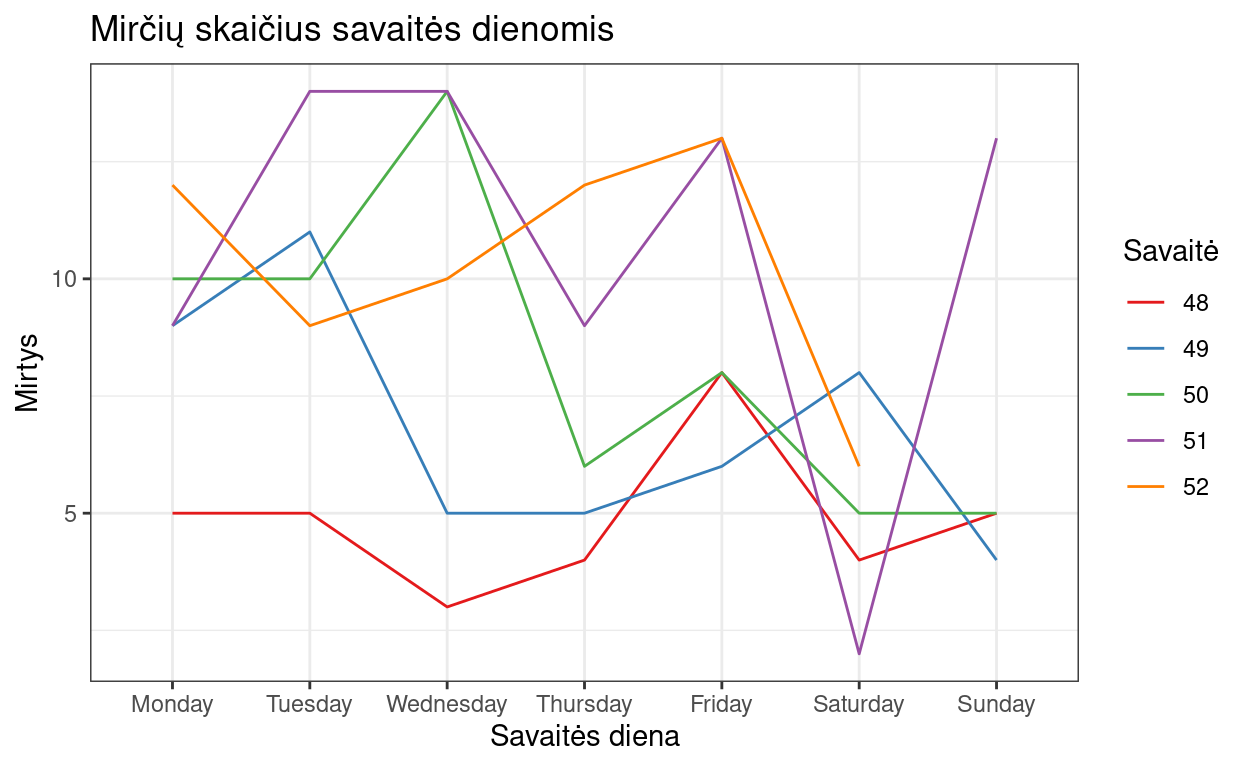 Mirčių skaičius savaitės dienomis
Mirtys
10
5
Monday Tuesday Wednesday Thursday Friday Saturday Sunday
Savaitės diena
Savaitė
48
49
50
51
52